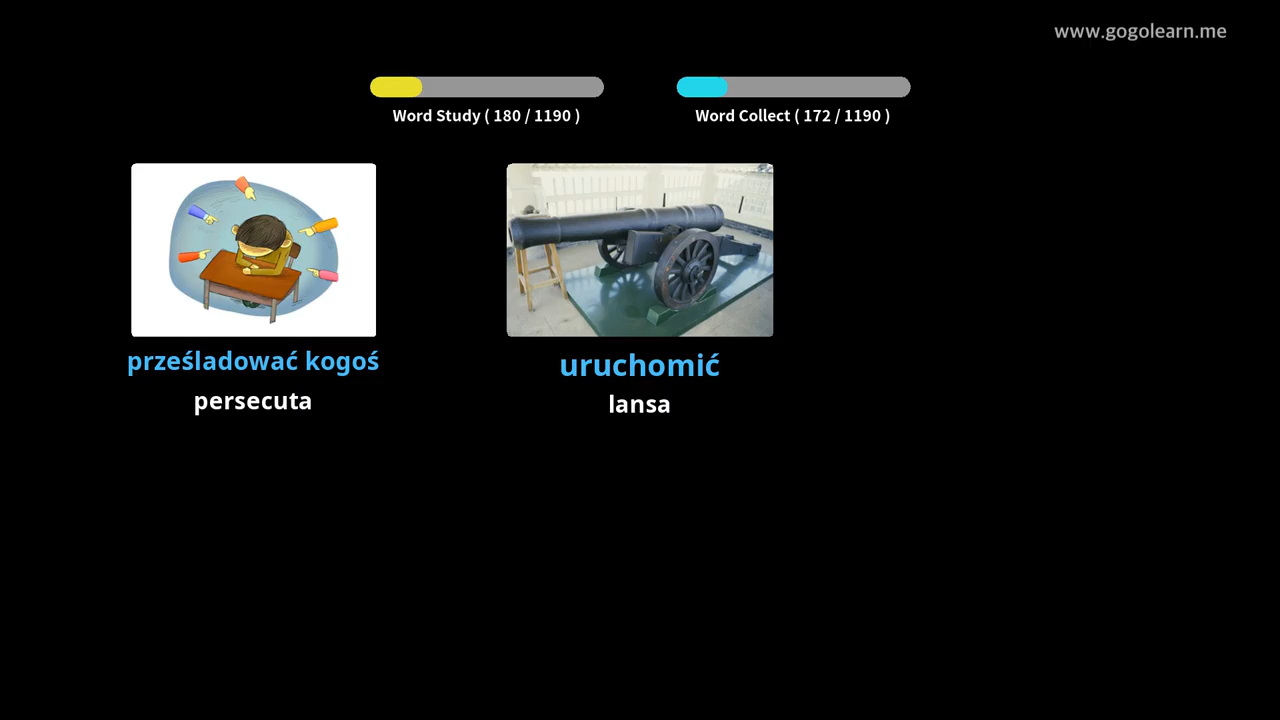 www.gogolearn.me
Word Study ( 180 / 1190 )
Word Collect ( 172 / 1190 )
prześladować kogoś
persecuta
uruchomić
lansa